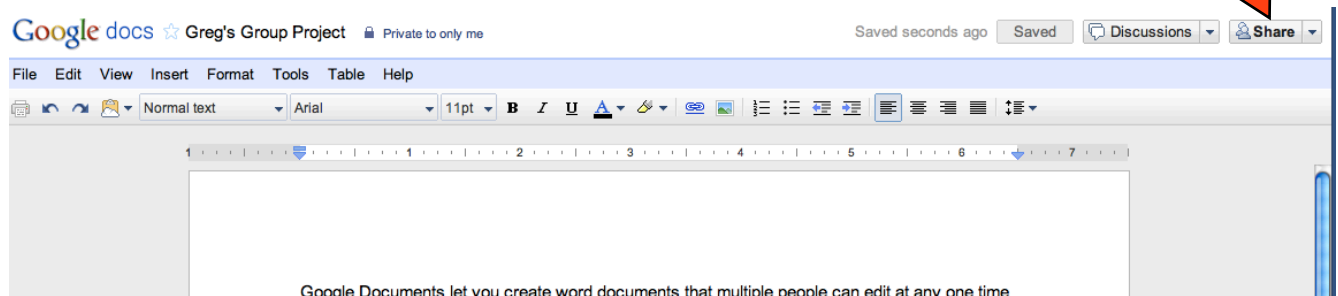 Google docs Greg's Group Project Private to only me Saved seconds ago Saved Discussions Share
File Edit View Insert Format Tools Table Help
Normal text Arial 11pt B I U A
1 1 2 3 4 5 6 7
Google Documents let you create word documents that multiple people can edit at any one time